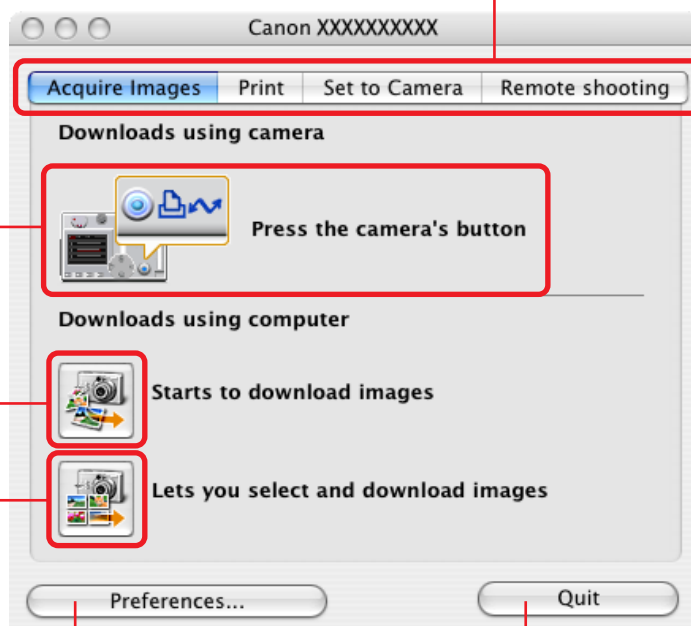 Canon XXXXXXXXXX
Acquire Images Print Set to Camera Remote shooting
Downloads using camera
Press the camera's button
Downloads using computer
Starts to download images
Lets you select and download images
Preferences... Quit